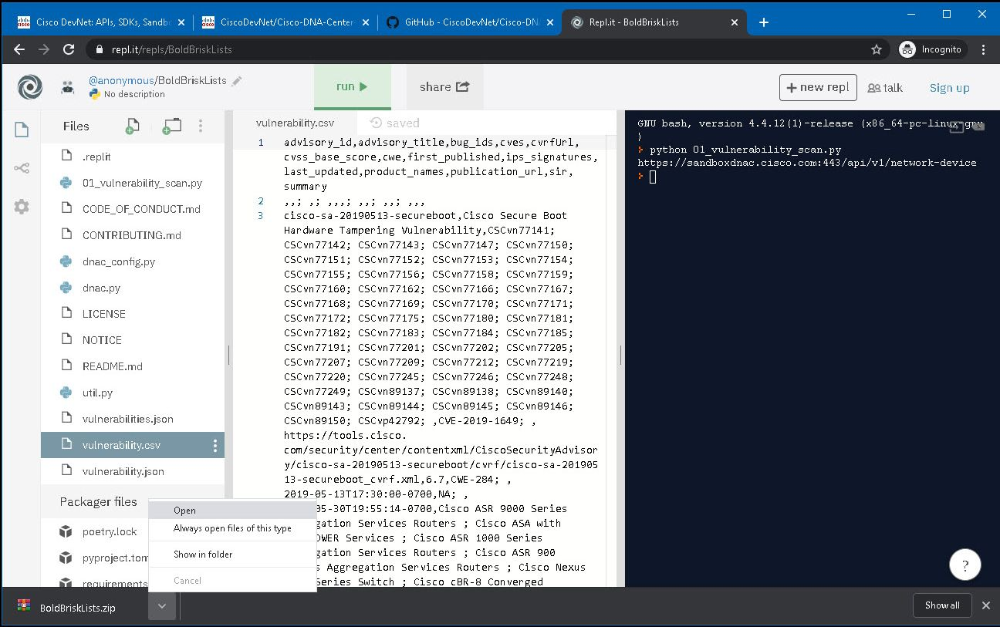 Cisco DevNet: APIs, SDKs, Sandbo
CiscoDevNet/Cisco-DNA-Center
GitHub - CiscoDevNet/Cisco-DN
Repl.it - BoldBriskLists
repl.it/repls/BoldBriskLists
Incognito
@anonymous/BoldBriskLists
No description
run
share
+ new repl
talk
Sign up
Files
.replit
01_vulnerability_scan.py
CODE_OF_CONDUCT.md
CONTRIBUTING.md
dnac_config.py
dnac.py
LICENSE
NOTICE
README.md
util.py
vulnerabilities.json
vulnerability.csv
vulnerability.json
Packager files
poetry.lock
pyproject.tom
requirements
vulnerability.csv
saved
1 advisory_id,advisory_title,bug_ids,cves,cvrfUrl,
cvss_base_score,cwe,first_published,ips_signatures,
last_updated,product_names,publication_url,sir,
summary
2 ,,; ,; ,,,; ,,; ,,; ,,,
3 cisco-sa-20190513-secureboot,Cisco Secure Boot
Hardware Tampering Vulnerability,CSCvn77141;
CSCvn77142; CSCvn77143; CSCvn77147; CSCvn77150;
CSCvn77151; CSCvn77152; CSCvn77153; CSCvn77154;
CSCvn77155; CSCvn77156; CSCvn77158; CSCvn77159;
CSCvn77160; CSCvn77162; CSCvn77166; CSCvn77167;
CSCvn77168; CSCvn77169; CSCvn77170; CSCvn77171;
CSCvn77172; CSCvn77175; CSCvn77180; CSCvn77181;
CSCvn77182; CSCvn77183; CSCvn77184; CSCvn77185;
CSCvn77191; CSCvn77201; CSCvn77202; CSCvn77205;
CSCvn77207; CSCvn77209; CSCvn77212; CSCvn77219;
CSCvn77220; CSCvn77245; CSCvn77246; CSCvn77248;
CSCvn77249; CSCvn89137; CSCvn89138; CSCvn89140;
CSCvn89143; CSCvn89144; CSCvn89145; CSCvn89146;
CSCvn89150; CSCvp42792; ,CVE-2019-1649; ,
https://tools.cisco.
com/security/center/contentxml/CiscoSecurityAdvisor
y/cisco-sa-20190513-secureboot/cvrf/cisco-sa-201905
13-secureboot_cvrf.xml,6.7,CWE-284; ,
2019-05-13T17:30:00-0700,NA; ,
05-30T19:55:14-0700,Cisco ASR 9000 Series
gation Services Routers ; Cisco ASA with
OWER Services ; Cisco ASR 1000 Series
gation Services Routers ; Cisco ASR 900
s Aggregation Services Routers ; Cisco Nexus
Series Switch ; Cisco cBR-8 Converged
GNU bash, version 4.4.12(1)-release (x86_64-pc-linux-gnu
)
> python 01_vulnerability_scan.py
https://sandboxdnac.cisco.com:443/api/v1/network-device
>
Open
Always open files of this type
Show in folder
Cancel
?
BoldBriskLists.zip
Show all